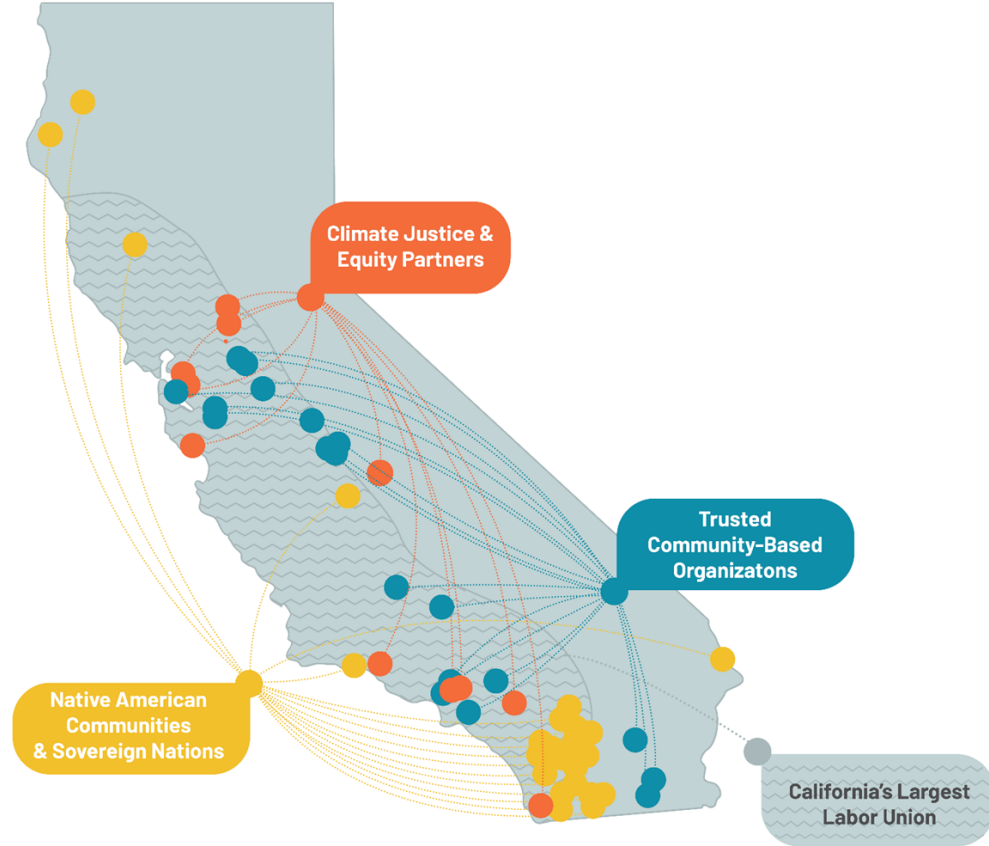 Climate Justice &
Equity Partners
Trusted
Community-Based
Organizatons
Native American
Communities
& Sovereign Nations
California's Largest
Labor Union